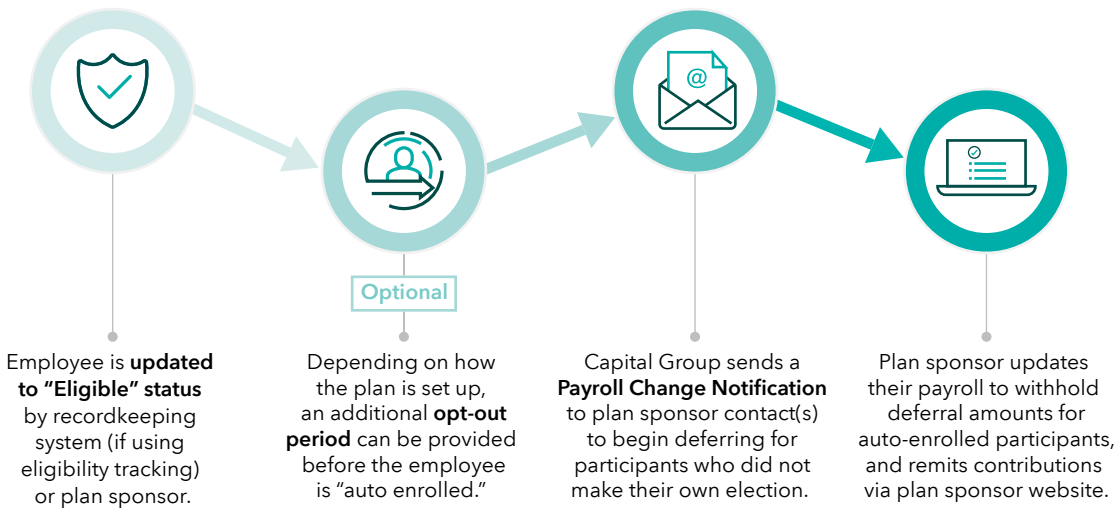 Employee is updated
to “Eligible” status
by recordkeeping
system (if using
eligibility tracking)
or plan sponsor.
Optional
Depending on how
the plan is set up,
an additional opt-out
period can be provided
before the employee
is “auto enrolled.”
@
Capital Group sends a
Payroll Change Notification
to plan sponsor contact(s)
to begin deferring for
participants who did not
make their own election.
Plan sponsor updates
their payroll to withhold
deferral amounts for
auto-enrolled participants,
and remits contributions
via plan sponsor website.